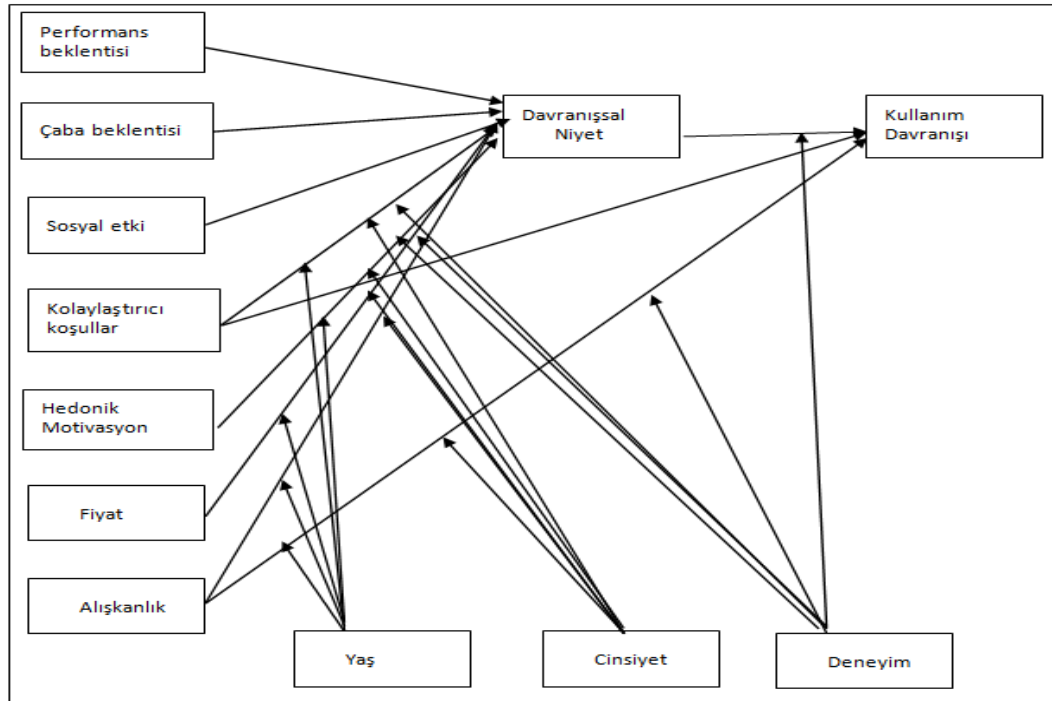 Performans
beklentisi
Çaba beklentisi
Sosyal etki
Kolaylaştırıcı
koşullar
Hedonik
Motivasyon
Fiyat
Alışkanlık
Davranışsal
Niyet
Kullanım
Davranışı
Yaş
Cinsiyet
Deneyim